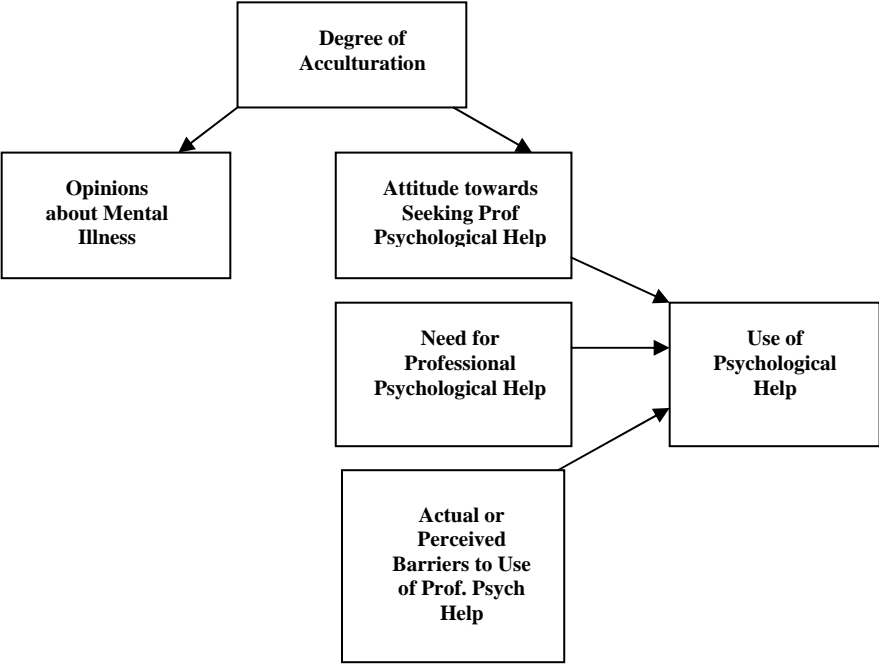 Degree of
Acculturation
Opinions
about Mental
Illness
Attitude towards
Seeking Prof
Psychological Help
Need for
Professional
Psychological Help
Use of
Psychological
Help
Actual or
Perceived
Barriers to Use
of Prof. Psych
Help